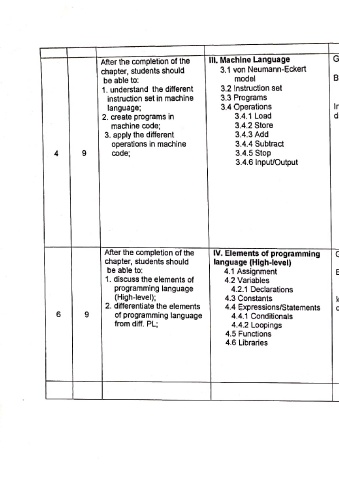 After the completion of the
chapter, students should
be able to:
1. understand the different
instruction set in machine
language;
2. create programs in
machine code;
3. apply the different
operations in machine
code;
4
9
III. Machine Language
3.1 von Neumann-Eckert
model
3.2 Instruction set
3.3 Programs
3.4 Operations
3.4.1 Load
3.4.2 Store
3.4.3 Add
3.4.4 Subtract
3.4.5 Stop
3.4.6 Input/Output
G
B
After the completion of the
chapter, students should
be able to:
1. discuss the elements of
programming language
(High-level);
2. differentiate the elements
of programming language
from diff. PL;
6
9
IV. Elements of programming
language (High-level)
4.1 Assignment
4.2 Variables
4.2.1 Declarations
4.3 Constants
4.4 Expressions/Statements
4.4.1 Conditionals
4.4.2 Loopings
4.5 Functions
4.6 Libraries